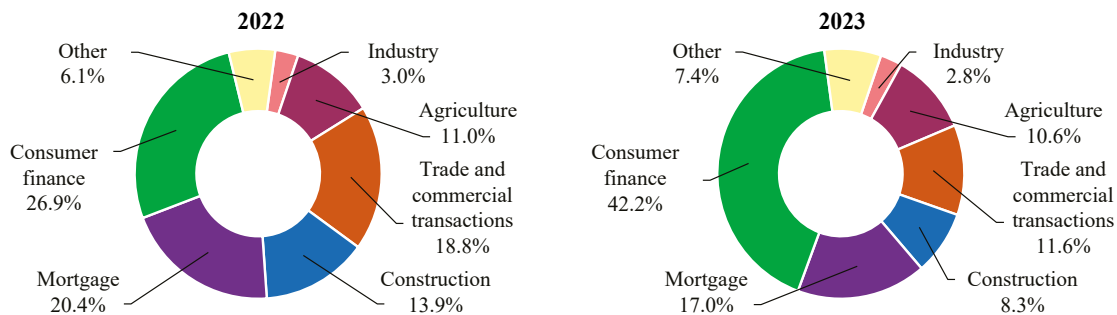 2022
Other
6.1%
Industry
3.0%
Agriculture
11.0%
Trade and
commercial
transactions
18.8%
Construction
13.9%
Mortgage
20.4%
Consumer
finance
26.9%
2023
Other
7.4%
Industry
2.8%
Agriculture
10.6%
Trade and
commercial
transactions
11.6%
Construction
8.3%
Mortgage
17.0%
Consumer
finance
42.2%